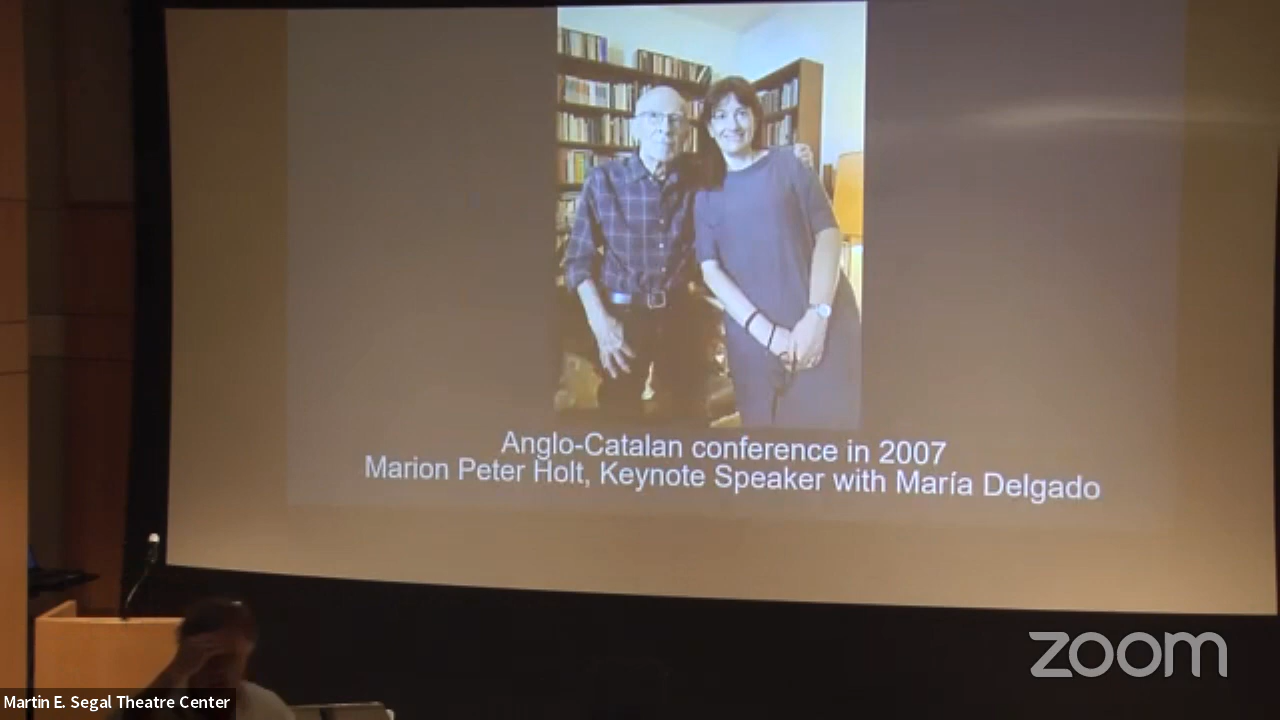 Anglo-Catalan conference in 2007
Marion Peter Holt, Keynote Speaker with María Delgado
zoom
Martin E. Segal Theatre Center